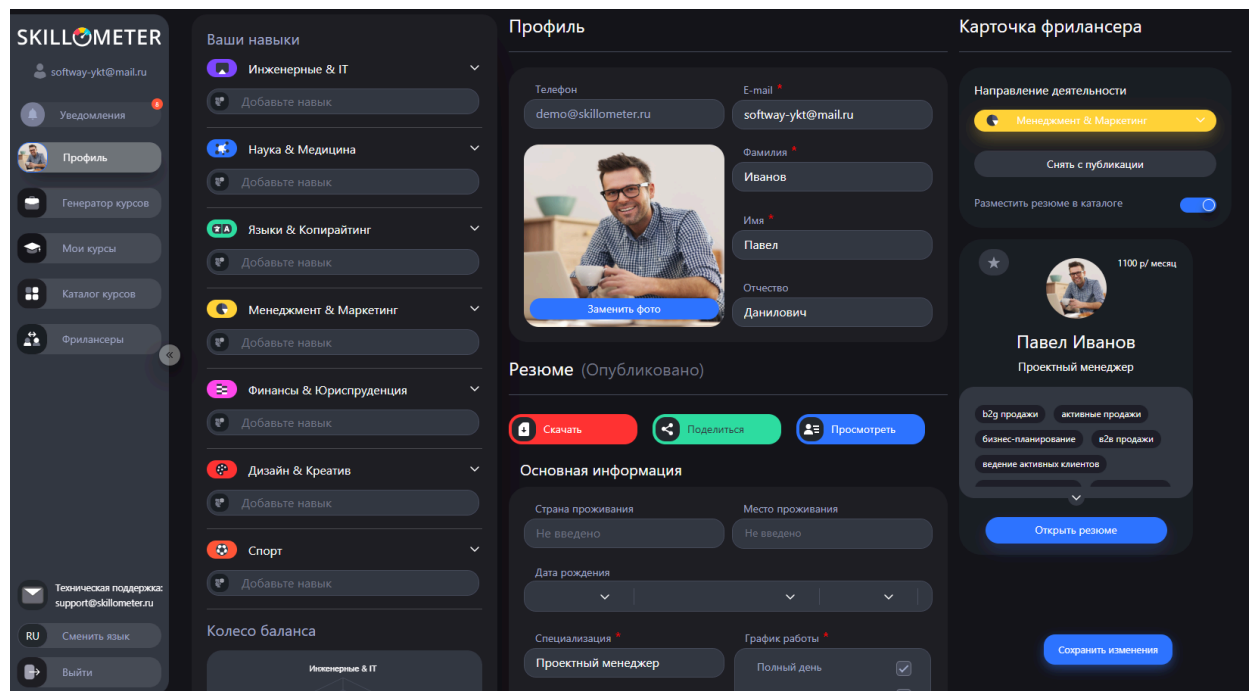 SKILLOMETER
softway-ykt@mail.ru
Уведомления
Профиль
Генератор курсов
Мои курсы
Каталог курсов
Фрилансеры
«
Техническая поддержка:
support@skillometer.ru
RU Сменить язык
Выйти
Ваши навыки
Инженерные & IT
Добавьте навык
Наука & Медицина
Добавьте навык
Языки & Копирайтинг
Добавьте навык
Менеджмент & Маркетинг
Добавьте навык
Финансы & Юриспруденция
Добавьте навык
Дизайн & Креатив
Добавьте навык
Спорт
Добавьте навык
Колесо баланса
Инженерные & IT
Профиль
Телефон
demo@skillometer.ru
E-mail *
softway-ykt@mail.ru
Фамилия *
Иванов
Имя *
Павел
Отчество
Данилович
Заменить фото
Резюме (Опубликовано)
Скачать
Поделиться
Просмотреть
Основная информация
Страна проживания
Не введено
Место проживания
Не введено
Дата рождения
Специализация *
Проектный менеджер
График работы *
Полный день
Карточка фрилансера
Направление деятельности
Менеджмент & Маркетинг
Снять с публикации
Разместить резюме в каталоге
1100 р/ месяц
Павел Иванов
Проектный менеджер
b2g продажи активные продажи
бизнес-планирование в2в продажи
ведение активных клиентов
Открыть резюме
Сохранить изменения